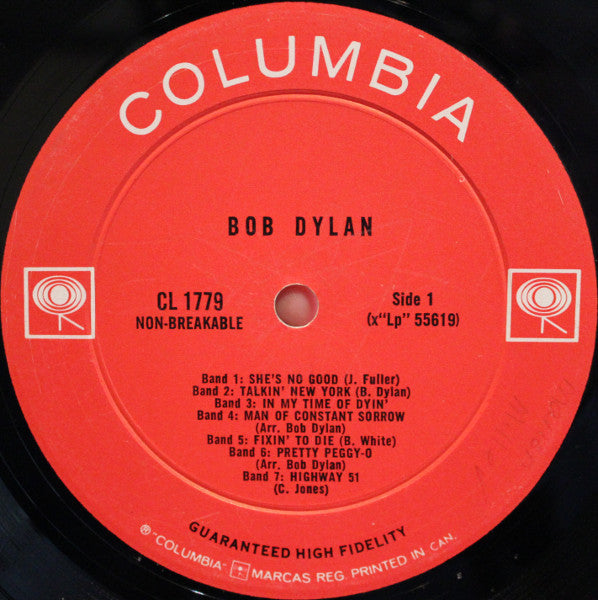 COLUMBIA
BOB DYLAN
CL 1779
NON-BREAKABLE
Side 1
(x"Lp" 55619)
Band 1: SHE'S NO GOOD (J. Fuller)
Band 2: TALKIN' NEW YORK (B. Dylan)
Band 3: IN MY TIME OF DYIN'
Band 4: MAN OF CONSTANT SORROW
(Arr. Bob Dylan)
Band 5: FIXIN' TO DIE (B. White)
Band 6: PRETTY PEGGY-O
(Arr. Bob Dylan)
Band 7: HIGHWAY 51
(C. Jones)
GUARANTEED HIGH FIDELITY
® "COLUMBIA" MARCAS REG. PRINTED IN CAN.